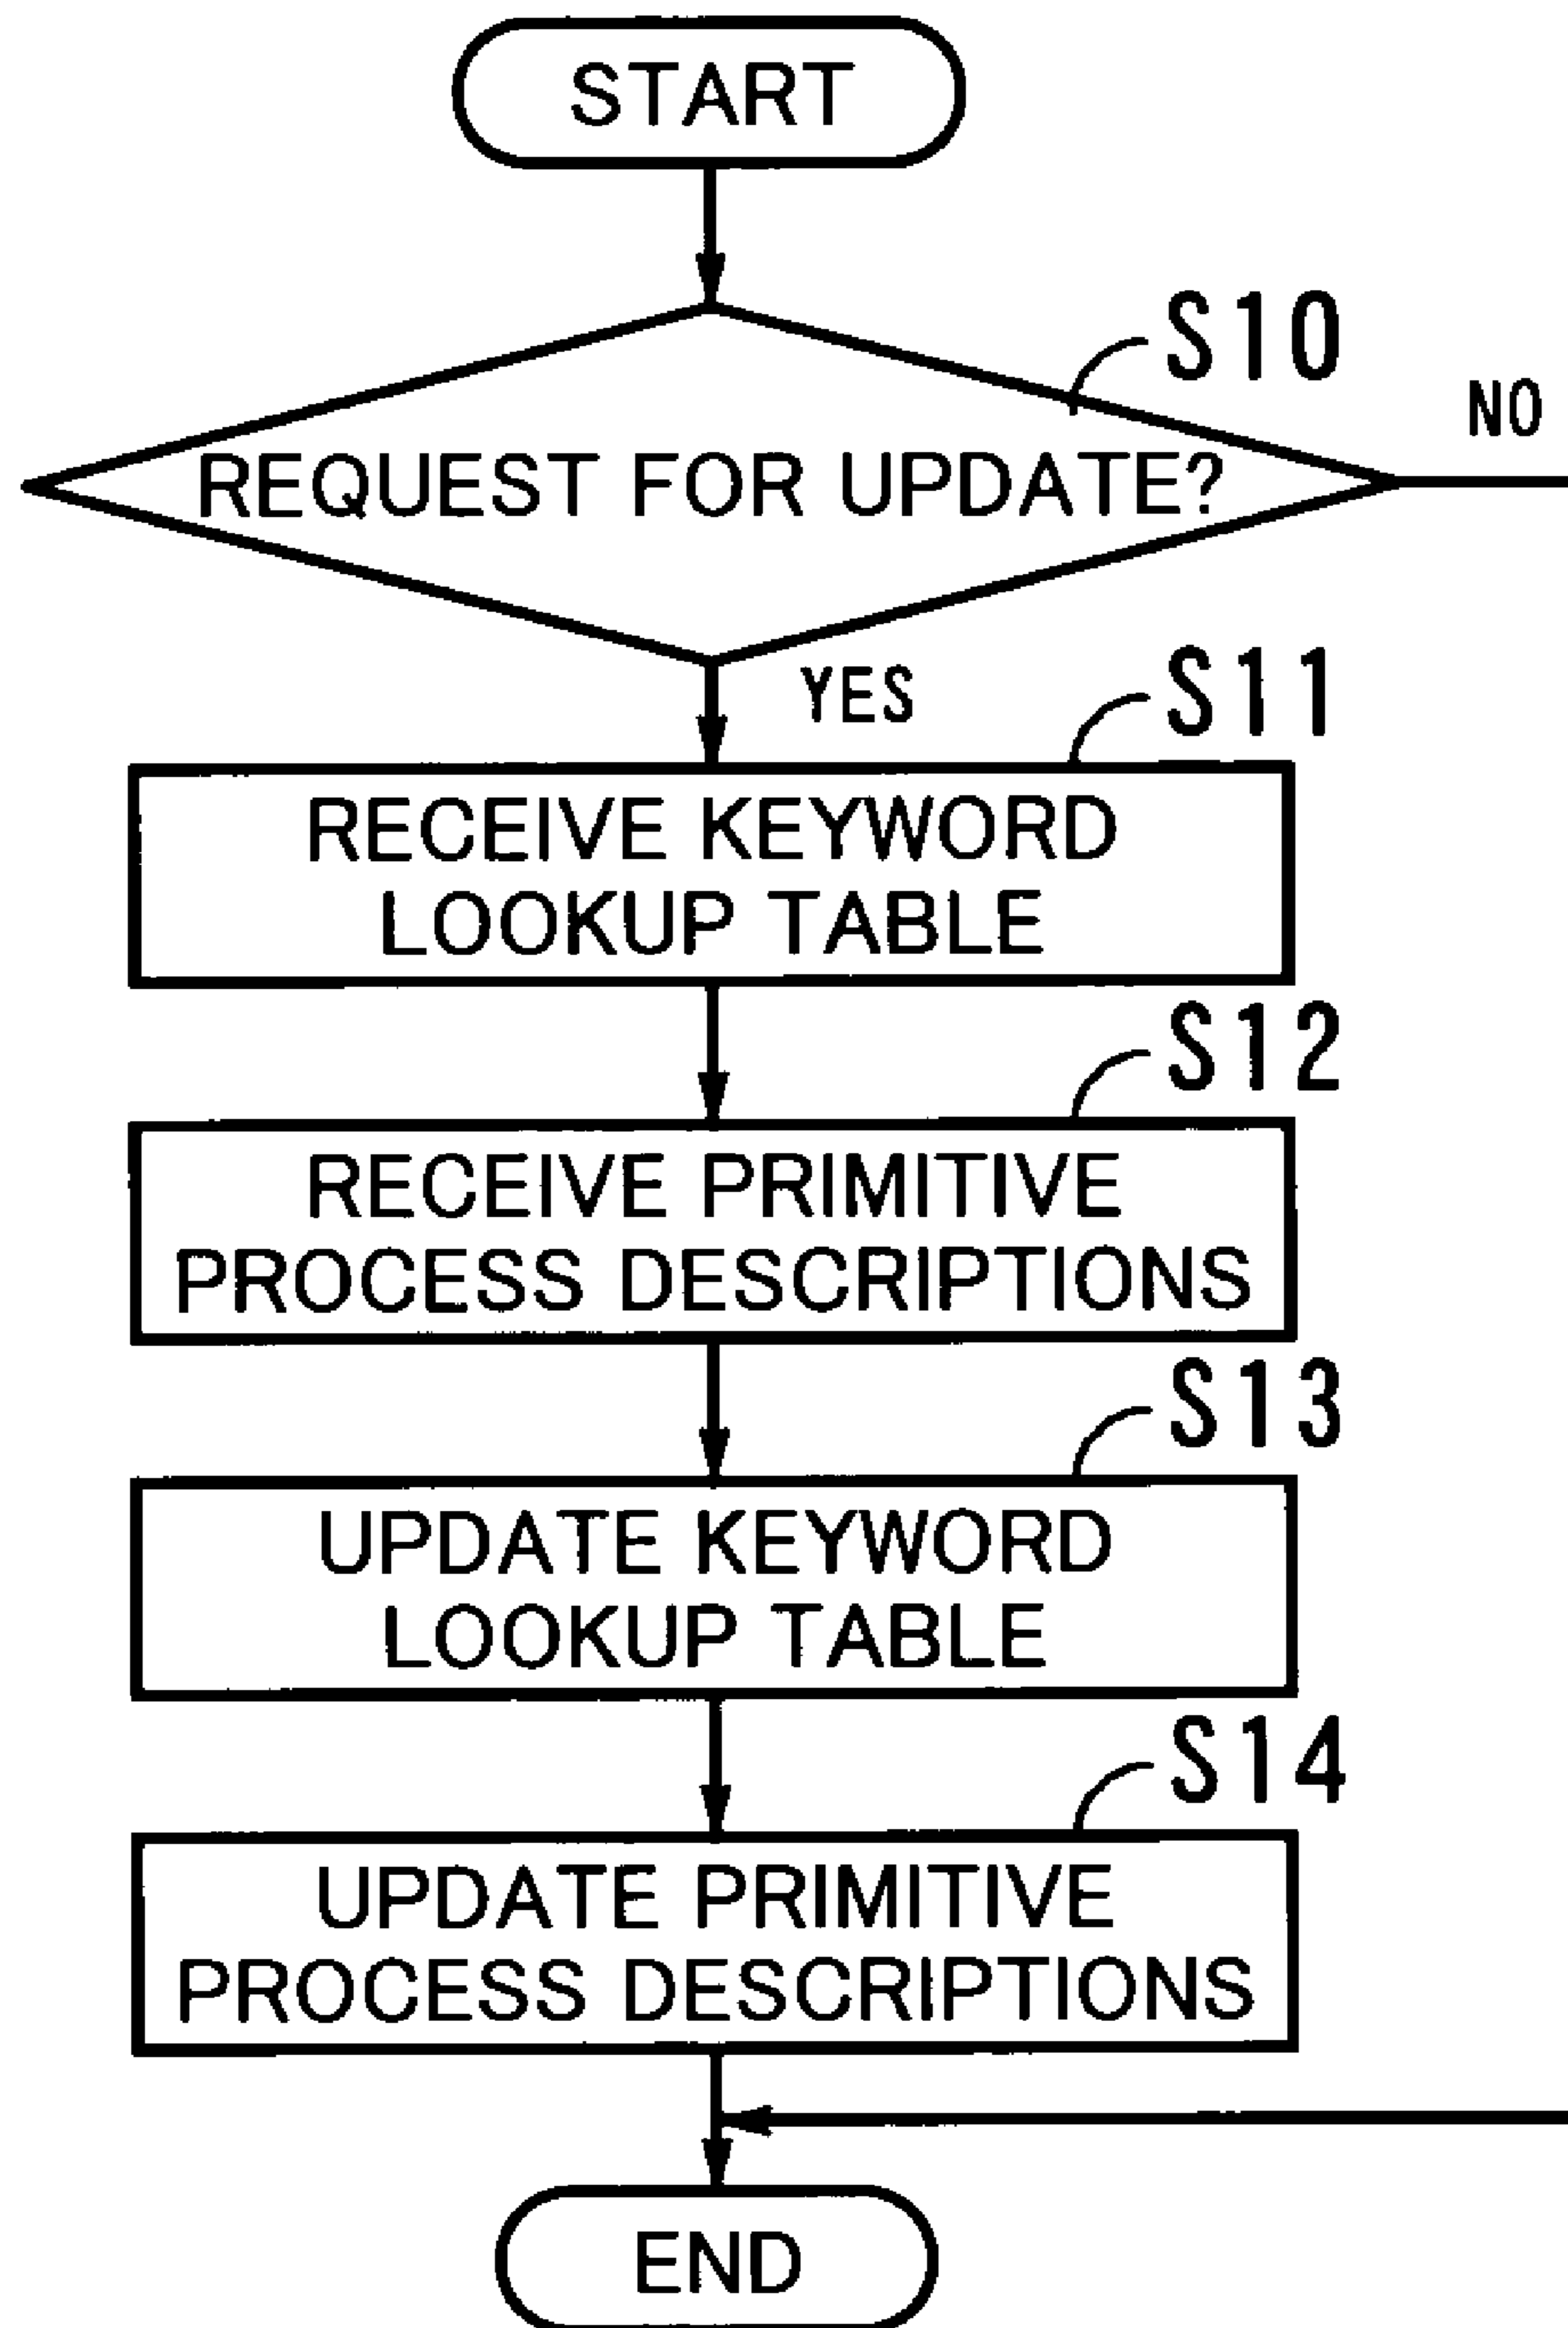 START
S10
NO
REQUEST FOR UPDATE?
YES
S11
RECEIVE KEYWORD
LOOKUP TABLE
S12
RECEIVE PRIMITIVE
PROCESS DESCRIPTIONS
S13
UPDATE KEYWORD
LOOKUP TABLE
S14
UPDATE PRIMITIVE
PROCESS DESCRIPTIONS
END